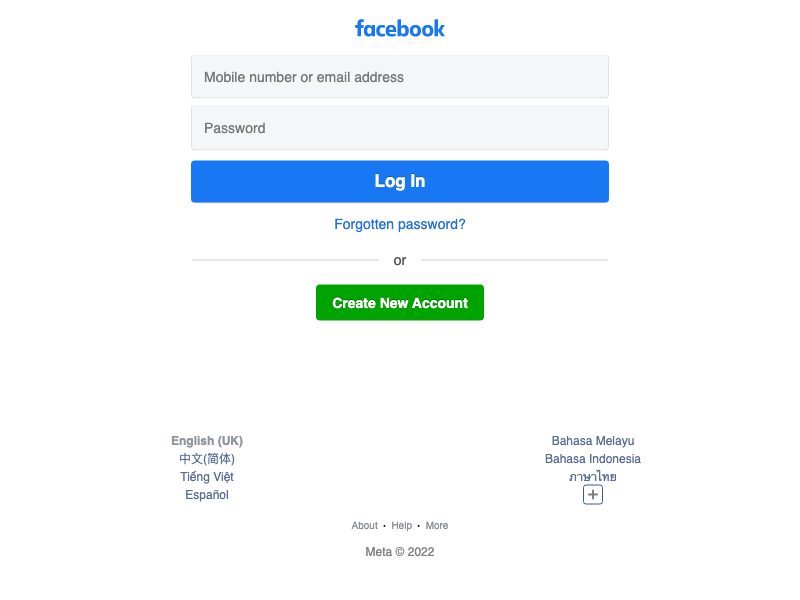 facebook
Mobile number or email address
Password
Log In
Forgotten password?
or
Create New Account
English (UK)
中文(简体)
Tiếng Việt
Español
Bahasa Melayu
Bahasa Indonesia
ภาษาไทย
About · Help · More
Meta © 2022